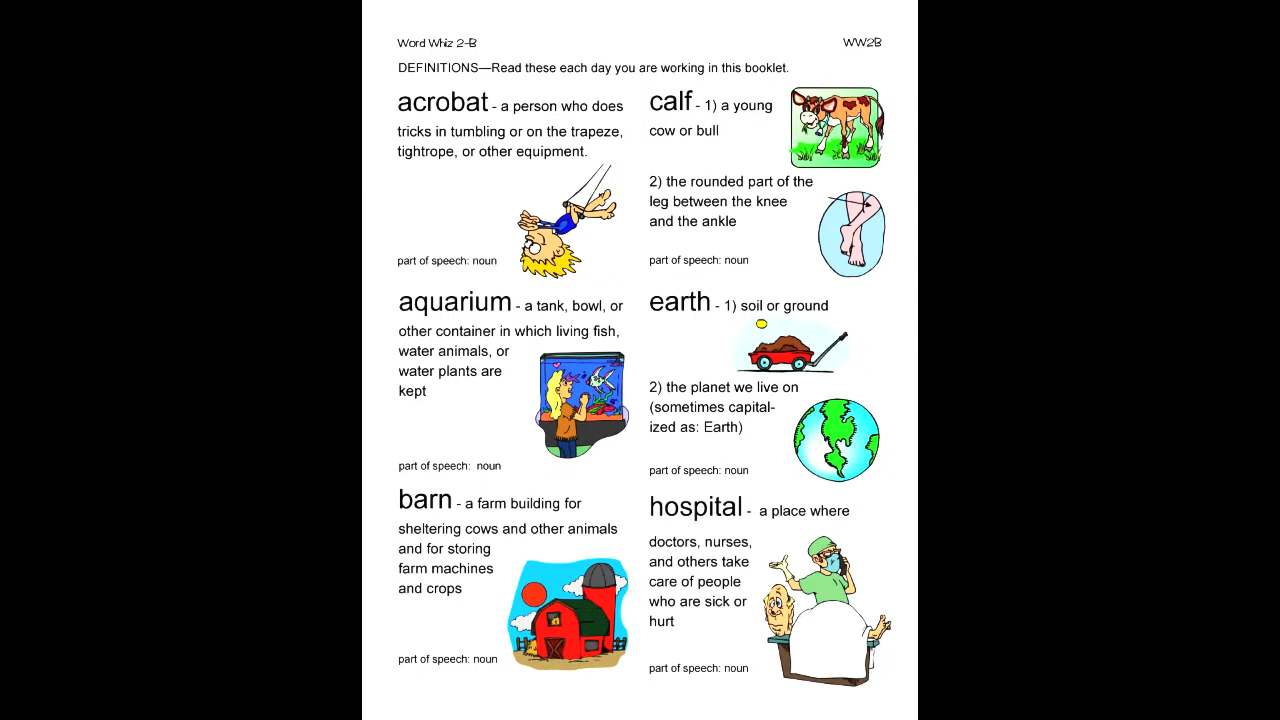 Word Whiz 2-B
WW2B
DEFINITIONS—Read these each day you are working in this booklet.
acrobat - a person who does
tricks in tumbling or on the trapeze,
tightrope, or other equipment.
part of speech: noun
aquarium - a tank, bowl, or
other container in which living fish,
water animals, or
water plants are
kept
part of speech:  noun
barn - a farm building for
sheltering cows and other animals
and for storing
farm machines
and crops
part of speech: noun
calf - 1) a young
cow or bull
2) the rounded part of the
leg between the knee
and the ankle
part of speech: noun
earth - 1) soil or ground
2) the planet we live on
(sometimes capital-
ized as: Earth)
part of speech: noun
hospital -  a place where
doctors, nurses,
and others take
care of people
who are sick or
hurt
part of speech: noun